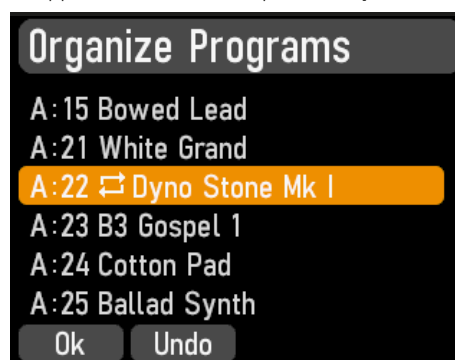 Organize Programs
A:15 Bowed Lead
A:21 White Grand
A:22 Dyno Stone Mk I
A:23 B3 Gospel 1
A:24 Cotton Pad
A:25 Ballad Synth
Ok Undo